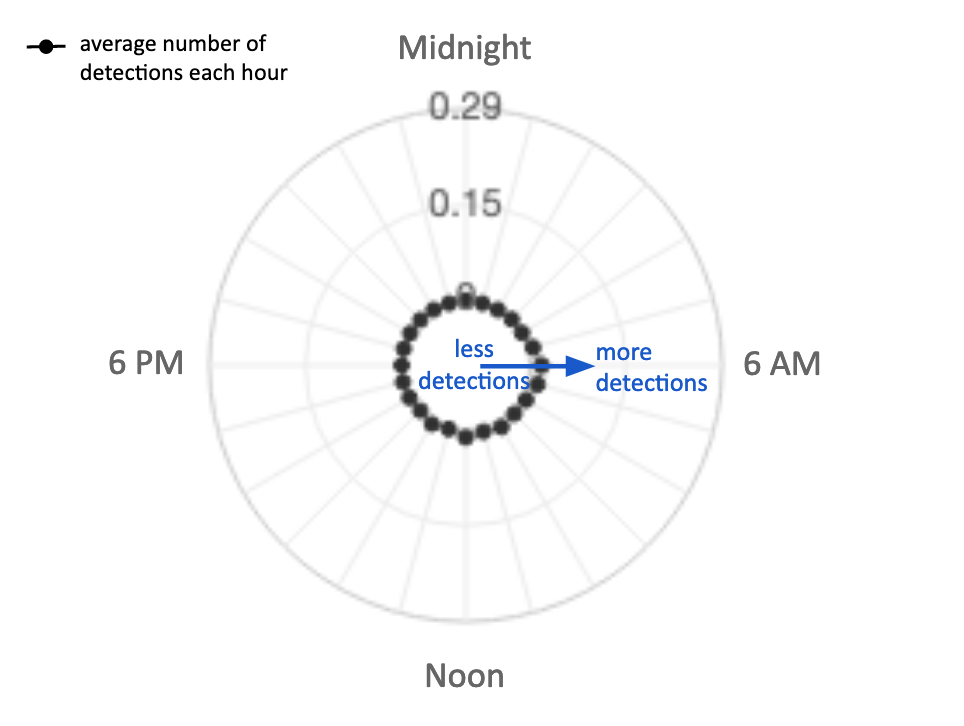 average number of
detections each hour
Midnight
0.29
0.15
0
less
detections
more
detections
6 PM
6 AM
Noon